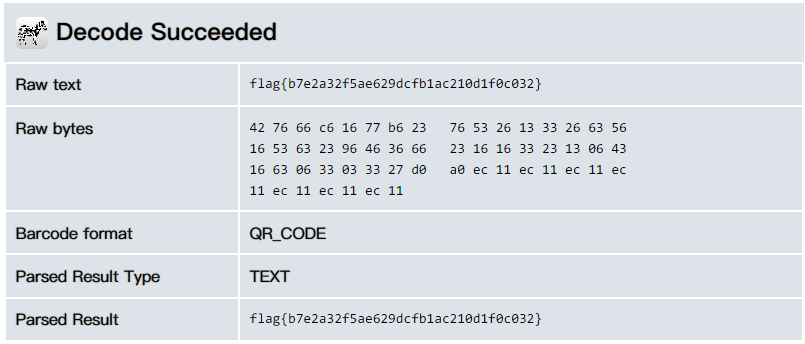 Decode Succeeded
Raw text flag{b7e2a32f5ae629dcfb1ac210d1f0c032}
Raw bytes 42 76 66 c6 16 77 b6 23 76 53 26 13 33 26 63 56
16 53 63 23 96 46 36 66 23 16 16 33 23 13 06 43
16 63 06 33 03 33 27 d0 a0 ec 11 ec 11 ec 11 ec
11 ec 11 ec 11 ec 11
Barcode format QR_CODE
Parsed Result Type TEXT
Parsed Result flag{b7e2a32f5ae629dcfb1ac210d1f0c032}